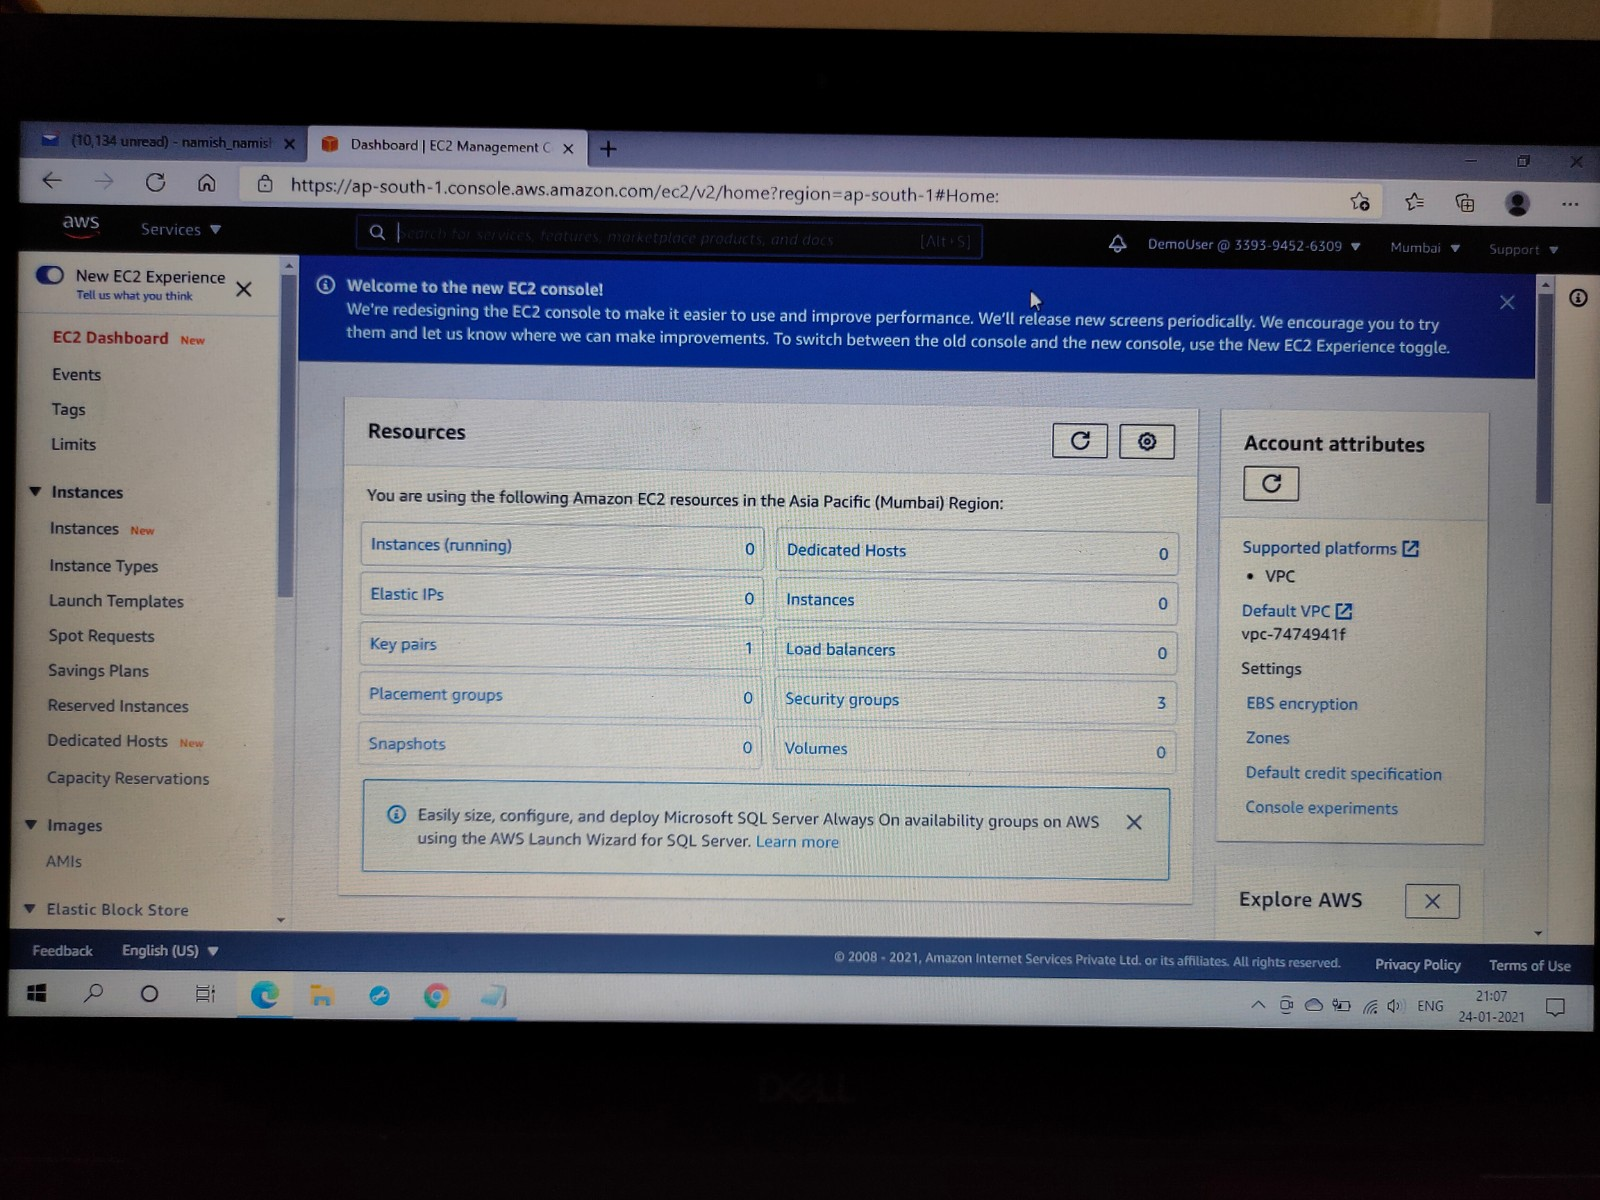 (10,134 unread) - namish_namis
Dashboard | EC2 Management C
https://ap-south-1.console.aws.amazon.com/ec2/v2/home?region=ap-south-1#Home:
aws
Services
Search for services, features, marketplace products, and docs
[Alt+S]
DemoUser @ 3393-9452-6309
Mumbai
Support
New EC2 Experience
Tell us what you think
EC2 Dashboard New
Events
Tags
Limits
Instances
Instances New
Instance Types
Launch Templates
Spot Requests
Savings Plans
Reserved Instances
Dedicated Hosts New
Capacity Reservations
Images
AMIs
Elastic Block Store
Welcome to the new EC2 console!
We're redesigning the EC2 console to make it easier to use and improve performance. We'll release new screens periodically. We encourage you to try
them and let us know where we can make improvements. To switch between the old console and the new console, use the New EC2 Experience toggle.
Resources
You are using the following Amazon EC2 resources in the Asia Pacific (Mumbai) Region:
Instances (running) 0
Dedicated Hosts 0
Elastic IPs 0
Instances 0
Key pairs 1
Load balancers 0
Placement groups 0
Security groups 3
Snapshots 0
Volumes 0
Easily size, configure, and deploy Microsoft SQL Server Always On availability groups on AWS
using the AWS Launch Wizard for SQL Server. Learn more
Account attributes
Supported platforms
• VPC
Default VPC
vpc-7474941f
Settings
EBS encryption
Zones
Default credit specification
Console experiments
Explore AWS
Feedback
English (US)
© 2008 - 2021, Amazon Internet Services Private Ltd. or its affiliates. All rights reserved.
Privacy Policy
Terms of Use
ENG
21:07
24-01-2021
DELL